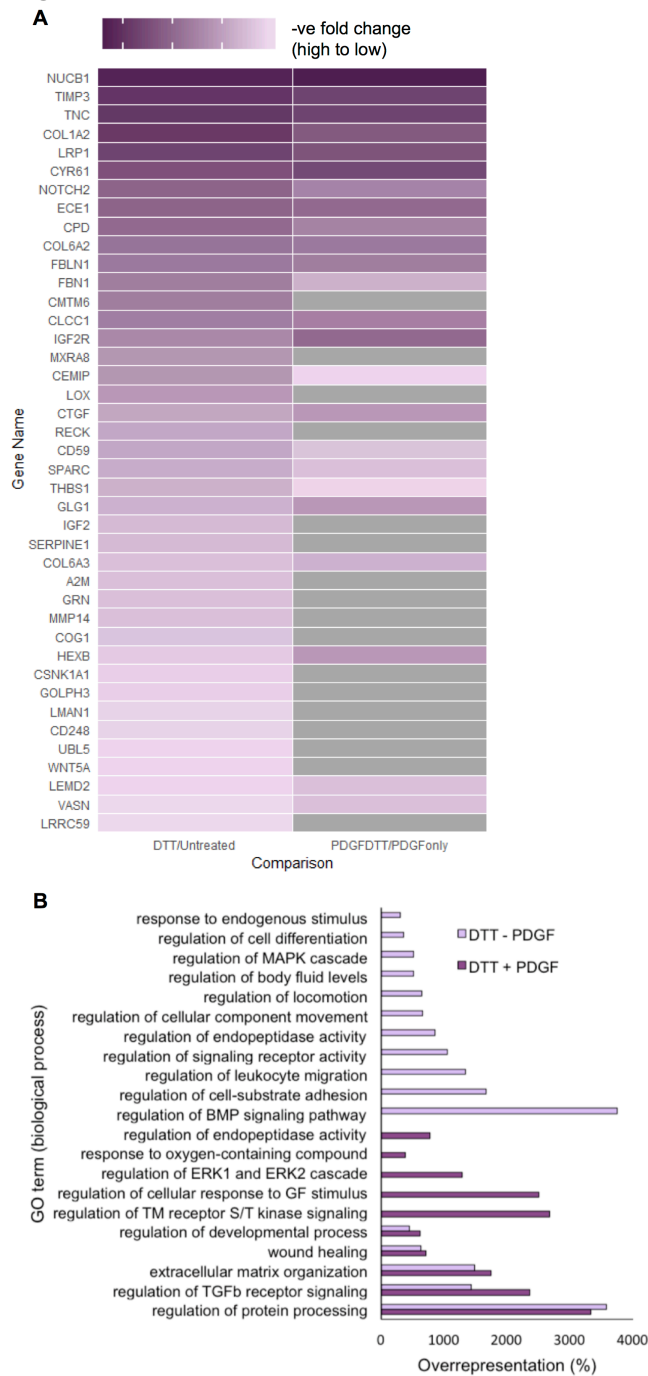 A
-ve fold change
(high to low)
NUCB1
TIMP3
TNC
COL1A2
LRP1
CYR61
NOTCH2
ECE1
CPD
COL6A2
FBLN1
FBN1
CMTM6
CLCC1
IGF2R
MXRA8
CEMIP
LOX
CTGF
RECK
CD59
SPARC
THBS1
GLG1
IGF2
SERPINE1
COL6A3
A2M
GRN
MMP14
COG1
HEXB
CSNK1A1
GOLPH3
LMAN1
CD248
UBL5
WNT5A
LEMD2
VASN
LRRC59
Gene Name
DTT/Untreated PDGFDTT/PDGFonly
Comparison
B
response to endogenous stimulus
regulation of cell differentiation
regulation of MAPK cascade
regulation of body fluid levels
regulation of locomotion
regulation of cellular component movement
regulation of endopeptidase activity
regulation of signaling receptor activity
regulation of leukocyte migration
regulation of cell-substrate adhesion
regulation of BMP signaling pathway
regulation of endopeptidase activity
response to oxygen-containing compound
regulation of ERK1 and ERK2 cascade
regulation of cellular response to GF stimulus
regulation of TM receptor S/T kinase signaling
regulation of developmental process
wound healing
extracellular matrix organization
regulation of TGFb receptor signaling
regulation of protein processing
GO term (biological process)
DTT - PDGF
DTT + PDGF
0 1000 2000 3000 4000
Overrepresentation (%)